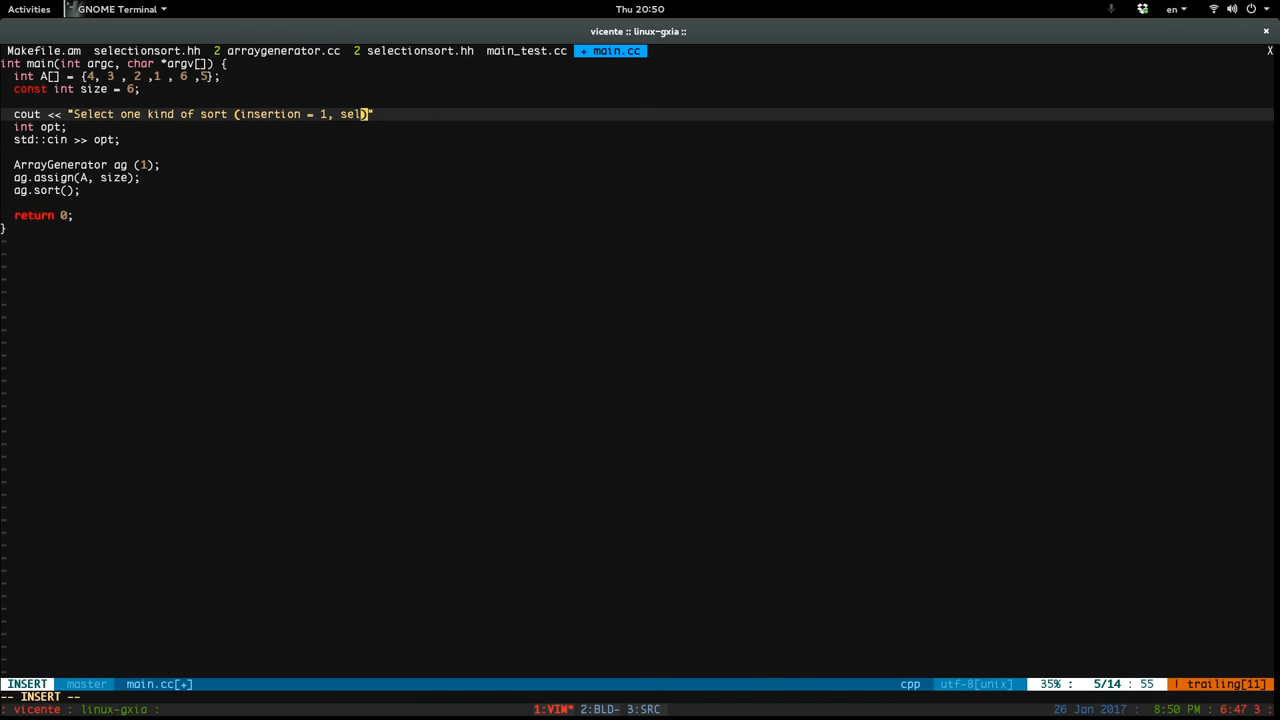 Activities GNOME Terminal Thu 20:50 en
vicente :: linux-gxia ::
Makefile.am selectionsort.hh 2 arraygenerator.cc 2 selectionsort.hh main_test.cc + main.cc X
int main(int argc, char *argv[]) {
int A[] = {4, 3 , 2 ,1 , 6 ,5};
const int size = 6;
cout << "Select one kind of sort (insertion = 1, sel)"
int opt;
std::cin >> opt;
ArrayGenerator ag (1);
ag.assign(A, size);
ag.sort();
return 0;
}
INSERT master main.cc[+] cpp utf-8[unix] 35% : 5/14 : 55 trailing[11]
-- INSERT --
: vicente : linux-gxia : 1:VIM* 2:BLD- 3:SRC 26 Jan 2017 : 8:50 PM : 6:47 3 :